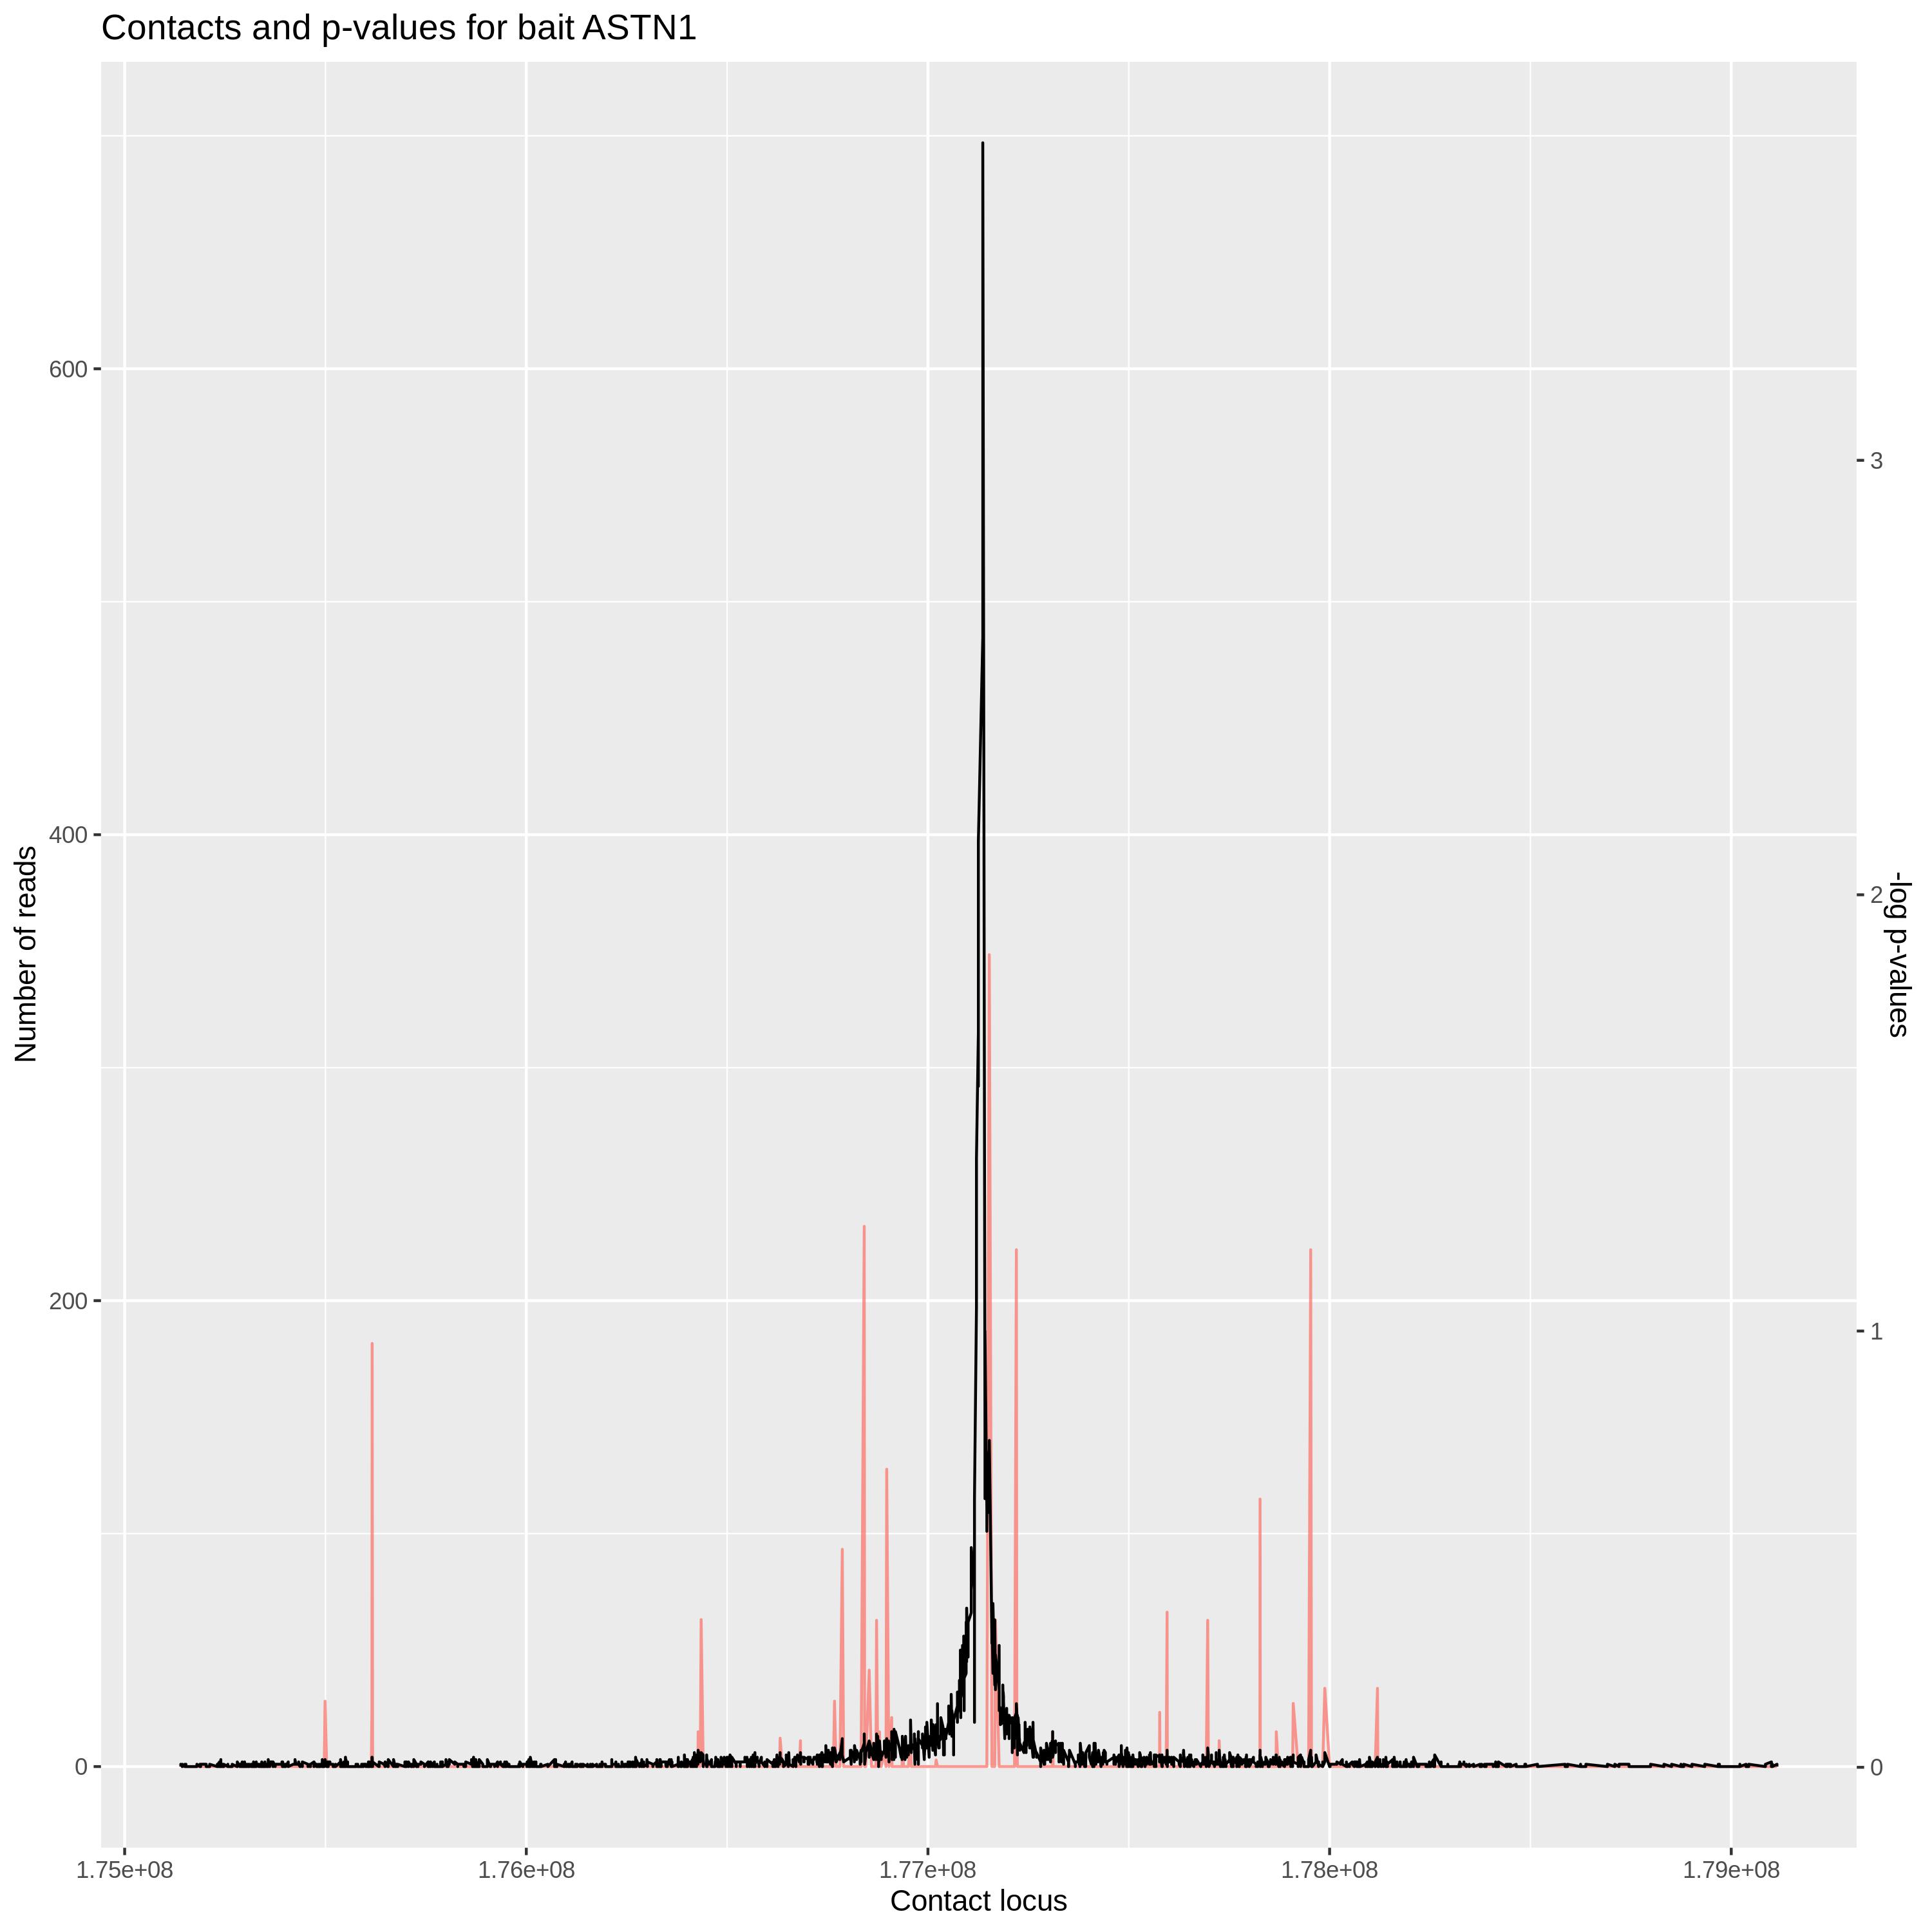 Contacts and p-values for bait ASTN1
600
400
200
0
3
2
1
0
Number of reads
-log p-values
1.75e+08 1.76e+08 1.77e+08 1.78e+08 1.79e+08
Contact locus